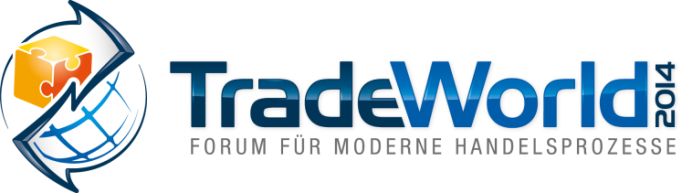 TradeWorld 2014
FORUM FÜR MODERNE HANDELSPROZESSE